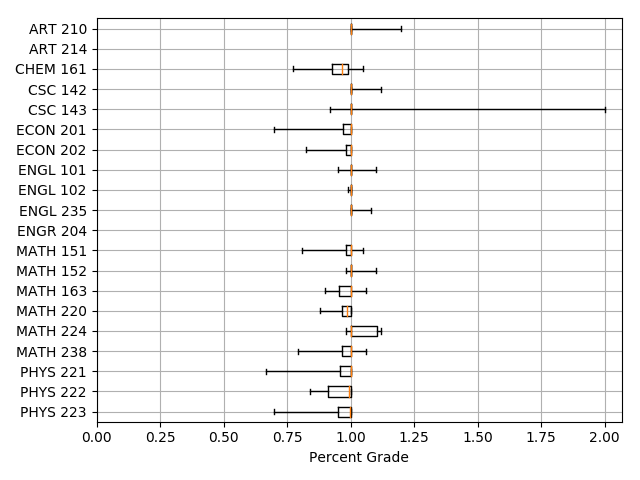 ART 210
ART 214
CHEM 161
CSC 142
CSC 143
ECON 201
ECON 202
ENGL 101
ENGL 102
ENGL 235
ENGR 204
MATH 151
MATH 152
MATH 163
MATH 220
MATH 224
MATH 238
PHYS 221
PHYS 222
PHYS 223
0.00 0.25 0.50 0.75 1.00 1.25 1.50 1.75 2.00
Percent Grade